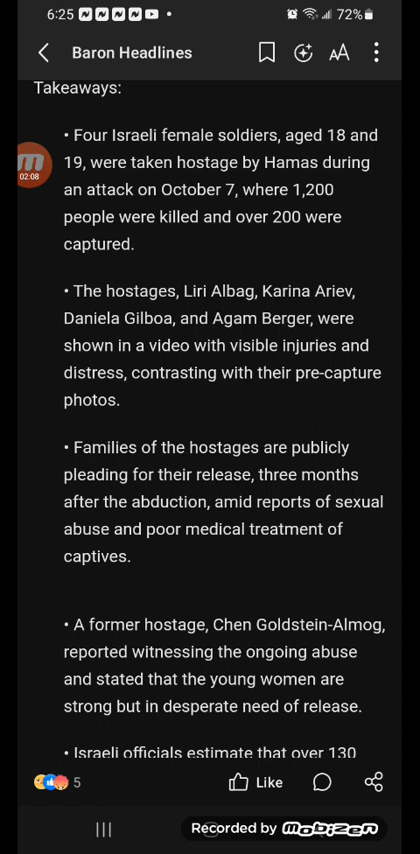 6:25
72%
Baron Headlines
AA
Takeaways:
• Four Israeli female soldiers, aged 18 and
19, were taken hostage by Hamas during
02:08
an attack on October 7, where 1,200
people were killed and over 200 were
captured.
• The hostages, Liri Albag, Karina Ariev,
Daniela Gilboa, and Agam Berger, were
shown in a video with visible injuries and
distress, contrasting with their pre-capture
photos.
• Families of the hostages are publicly
pleading for their release, three months
after the abduction, amid reports of sexual
abuse and poor medical treatment of
captives.
• A former hostage, Chen Goldstein-Almog,
reported witnessing the ongoing abuse
and stated that the young women are
strong but in desperate need of release.
• Israeli officials estimate that over 130
5
Like
Recorded by mobizen